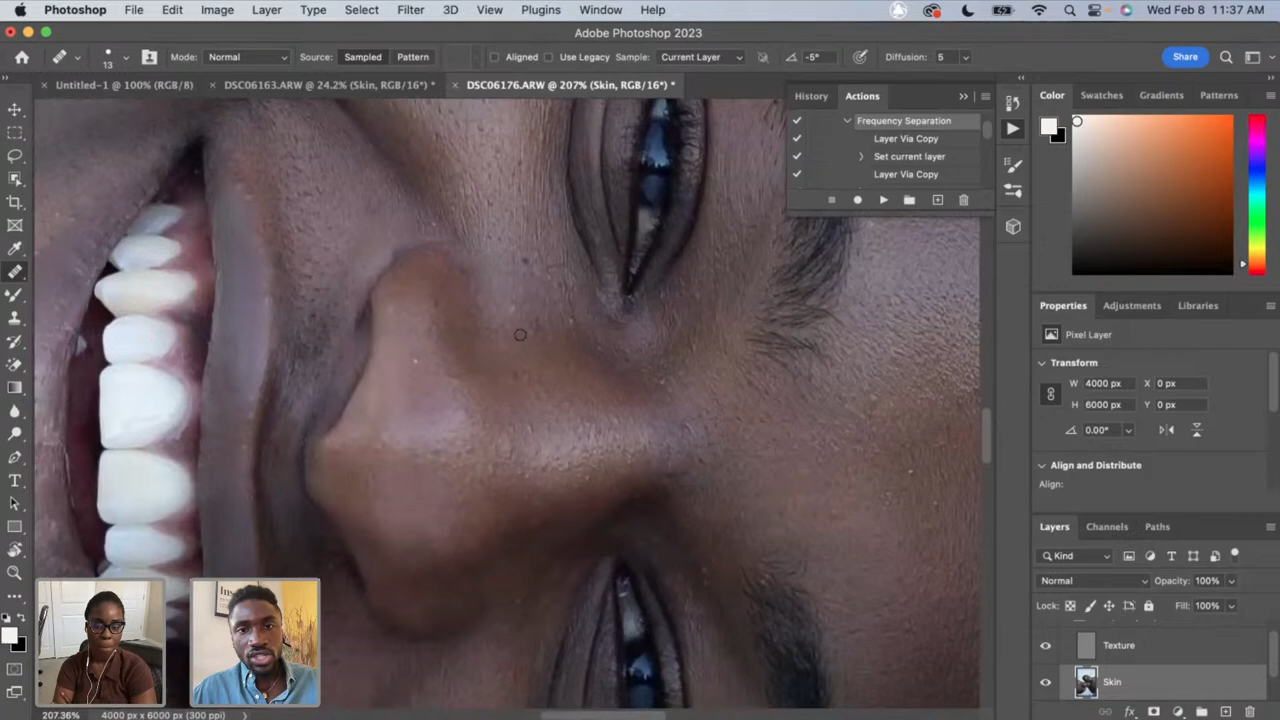 Photoshop File Edit Image Layer Type Select Filter 3D View Plugins Window Help Wed Feb 8 11:37 AM
Adobe Photoshop 2023
13 Mode: Normal Source: Sampled Pattern Aligned Use Legacy Sample: Current Layer -5° Diffusion: 5 Share
Untitled-1 @ 100% (RGB/8) DSC06163.ARW @ 24.2% (Skin, RGB/16*) * DSC06176.ARW @ 207% (Skin, RGB/16*) *
History Actions
Frequency Separation
Layer Via Copy
Set current layer
Layer Via Copy
Color Swatches Gradients Patterns
Properties Adjustments Libraries
Pixel Layer
Transform
W 4000 px X 0 px
H 6000 px Y 0 px
0.00°
Align and Distribute
Align:
Layers Channels Paths
Kind
Normal Opacity: 100%
Lock: Fill: 100%
Texture
Skin
207.36% 4000 px x 6000 px (300 ppi)